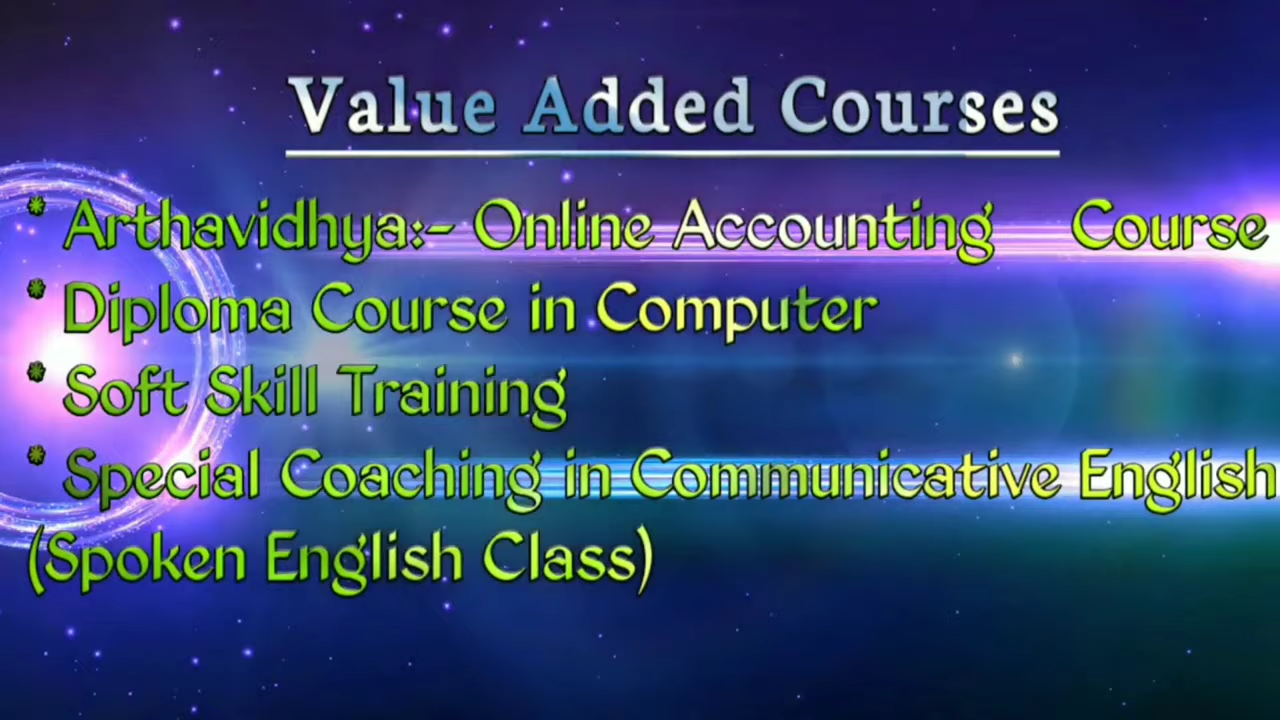 Value Added Courses
* Arthavidhya:- Online Accounting Course
* Diploma Course in Computer
* Soft Skill Training
* Special Coaching in Communicative English
(Spoken English Class)